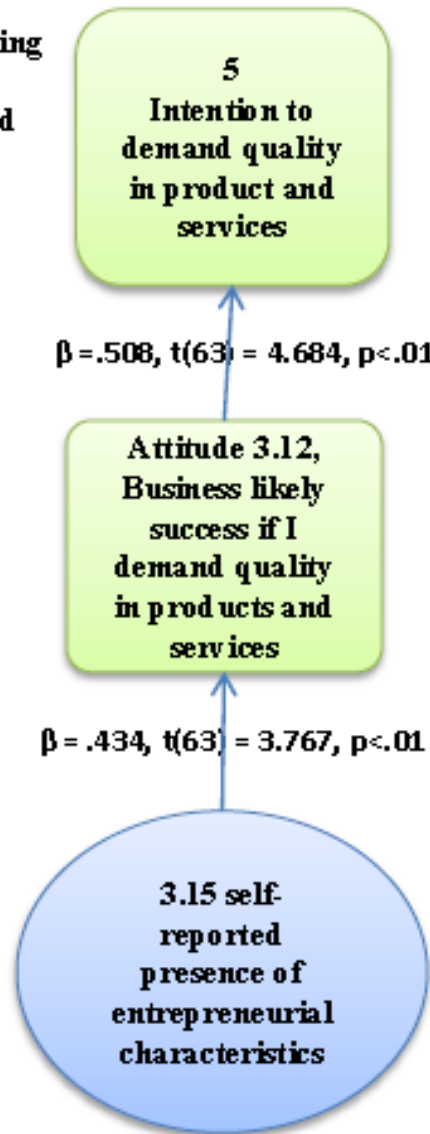 ing
d
5
Intention to
demand quality
in product and
services
β =.508, t(63) = 4.684, p<.01
Attitude 3.12,
Business likely
success if I
demand quality
in products and
services
β = .434, t(63) = 3.767, p<.01
3.15 self-
reported
presence of
entrepreneurial
characteristics